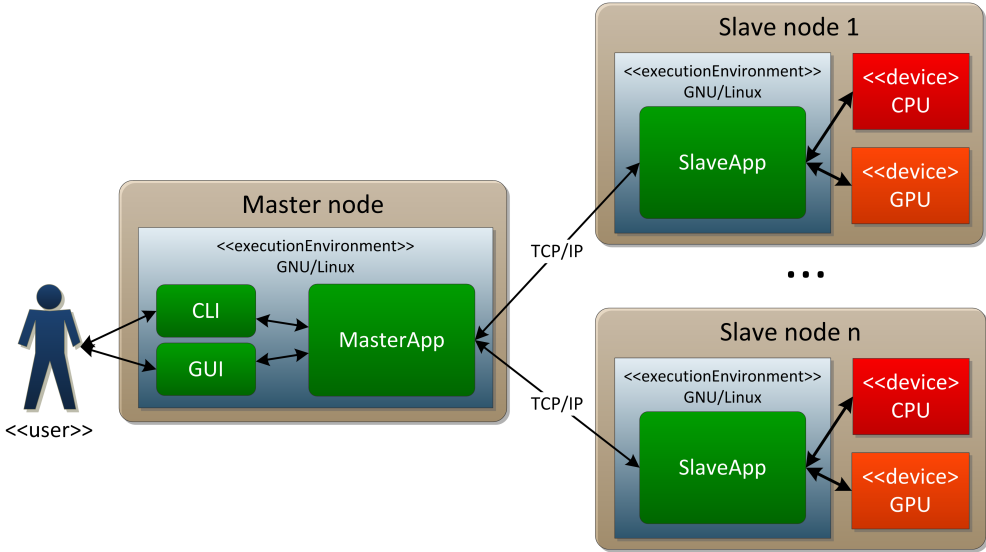 Slave node 1
<<executionEnvironment>>
GNU/Linux
SlaveApp
<<device>
CPU
<<device>
GPU
Master node
<<executionEnvironment>>
GNU/Linux
CLI
GUI
MasterApp
<<user>>
TCP/IP
TCP/IP
...
Slave node n
<<executionEnvironment>>
GNU/Linux
SlaveApp
<<device>
CPU
<<device>
GPU